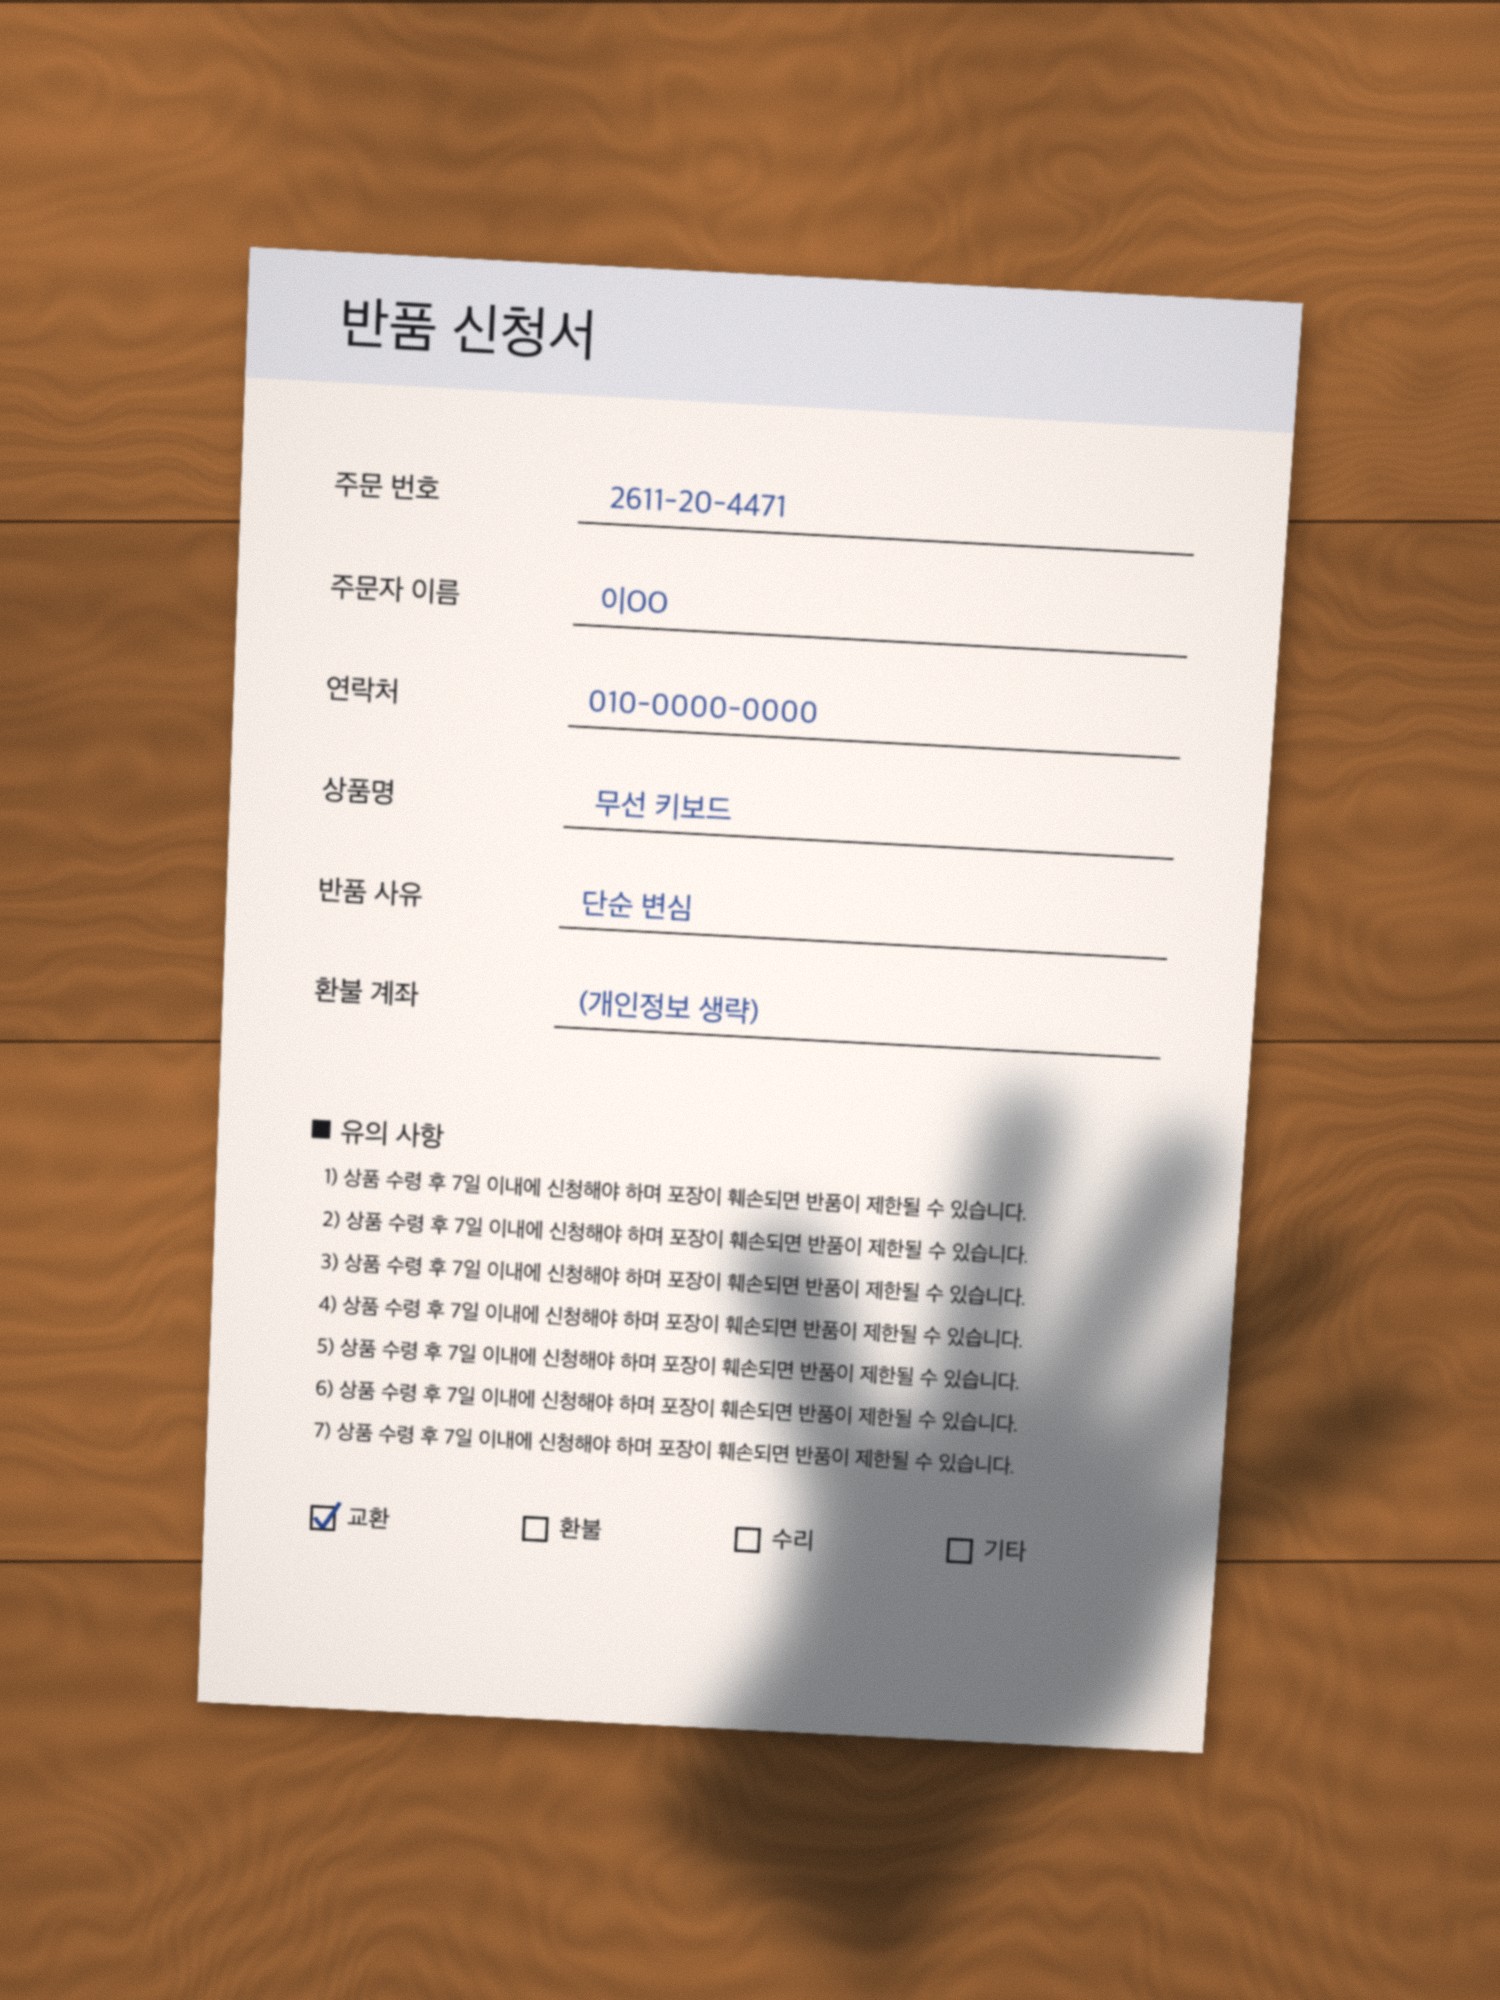 반품 신청서
주문 번호 2611-20-4471
주문자 이름 이OO
연락처 010-0000-0000
상품명 무선 키보드
반품 사유 단순 변심
환불 계좌 (개인정보 생략)
■ 유의 사항
1) 상품 수령 후 7일 이내에 신청해야 하며 포장이 훼손되면 반품이 제한될 수 있습니다.
2) 상품 수령 후 7일 이내에 신청해야 하며 포장이 훼손되면 반품이 제한될 수 있습니다.
3) 상품 수령 후 7일 이내에 신청해야 하며 포장이 훼손되면 반품이 제한될 수 있습니다.
4) 상품 수령 후 7일 이내에 신청해야 하며 포장이 훼손되면 반품이 제한될 수 있습니다.
5) 상품 수령 후 7일 이내에 신청해야 하며 포장이 훼손되면 반품이 제한될 수 있습니다.
6) 상품 수령 후 7일 이내에 신청해야 하며 포장이 훼손되면 반품이 제한될 수 있습니다.
7) 상품 수령 후 7일 이내에 신청해야 하며 포장이 훼손되면 반품이 제한될 수 있습니다.
☑ 교환 ☐ 환불 ☐ 수리 ☐ 기타